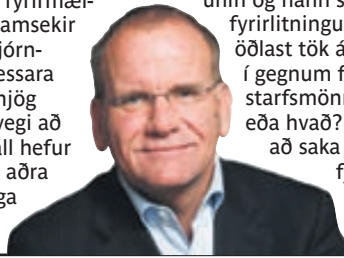 fyrirmæl-
amsekir
jórn-
essara
njög
vegi að
áll hefur
aðra
ga
unin og hann s
fyrirlitningu
öðlast tök á
í gegnum f
starfsmönn
eða hvað?
að saka